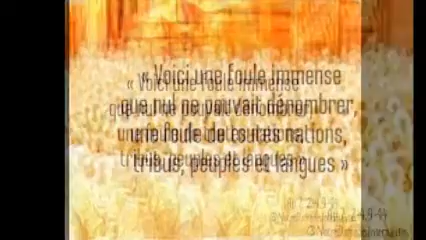 « Voici une foule immense
que nul ne pouvait dénombrer,
une foule de toutes nations,
tribus, peuples et langues »